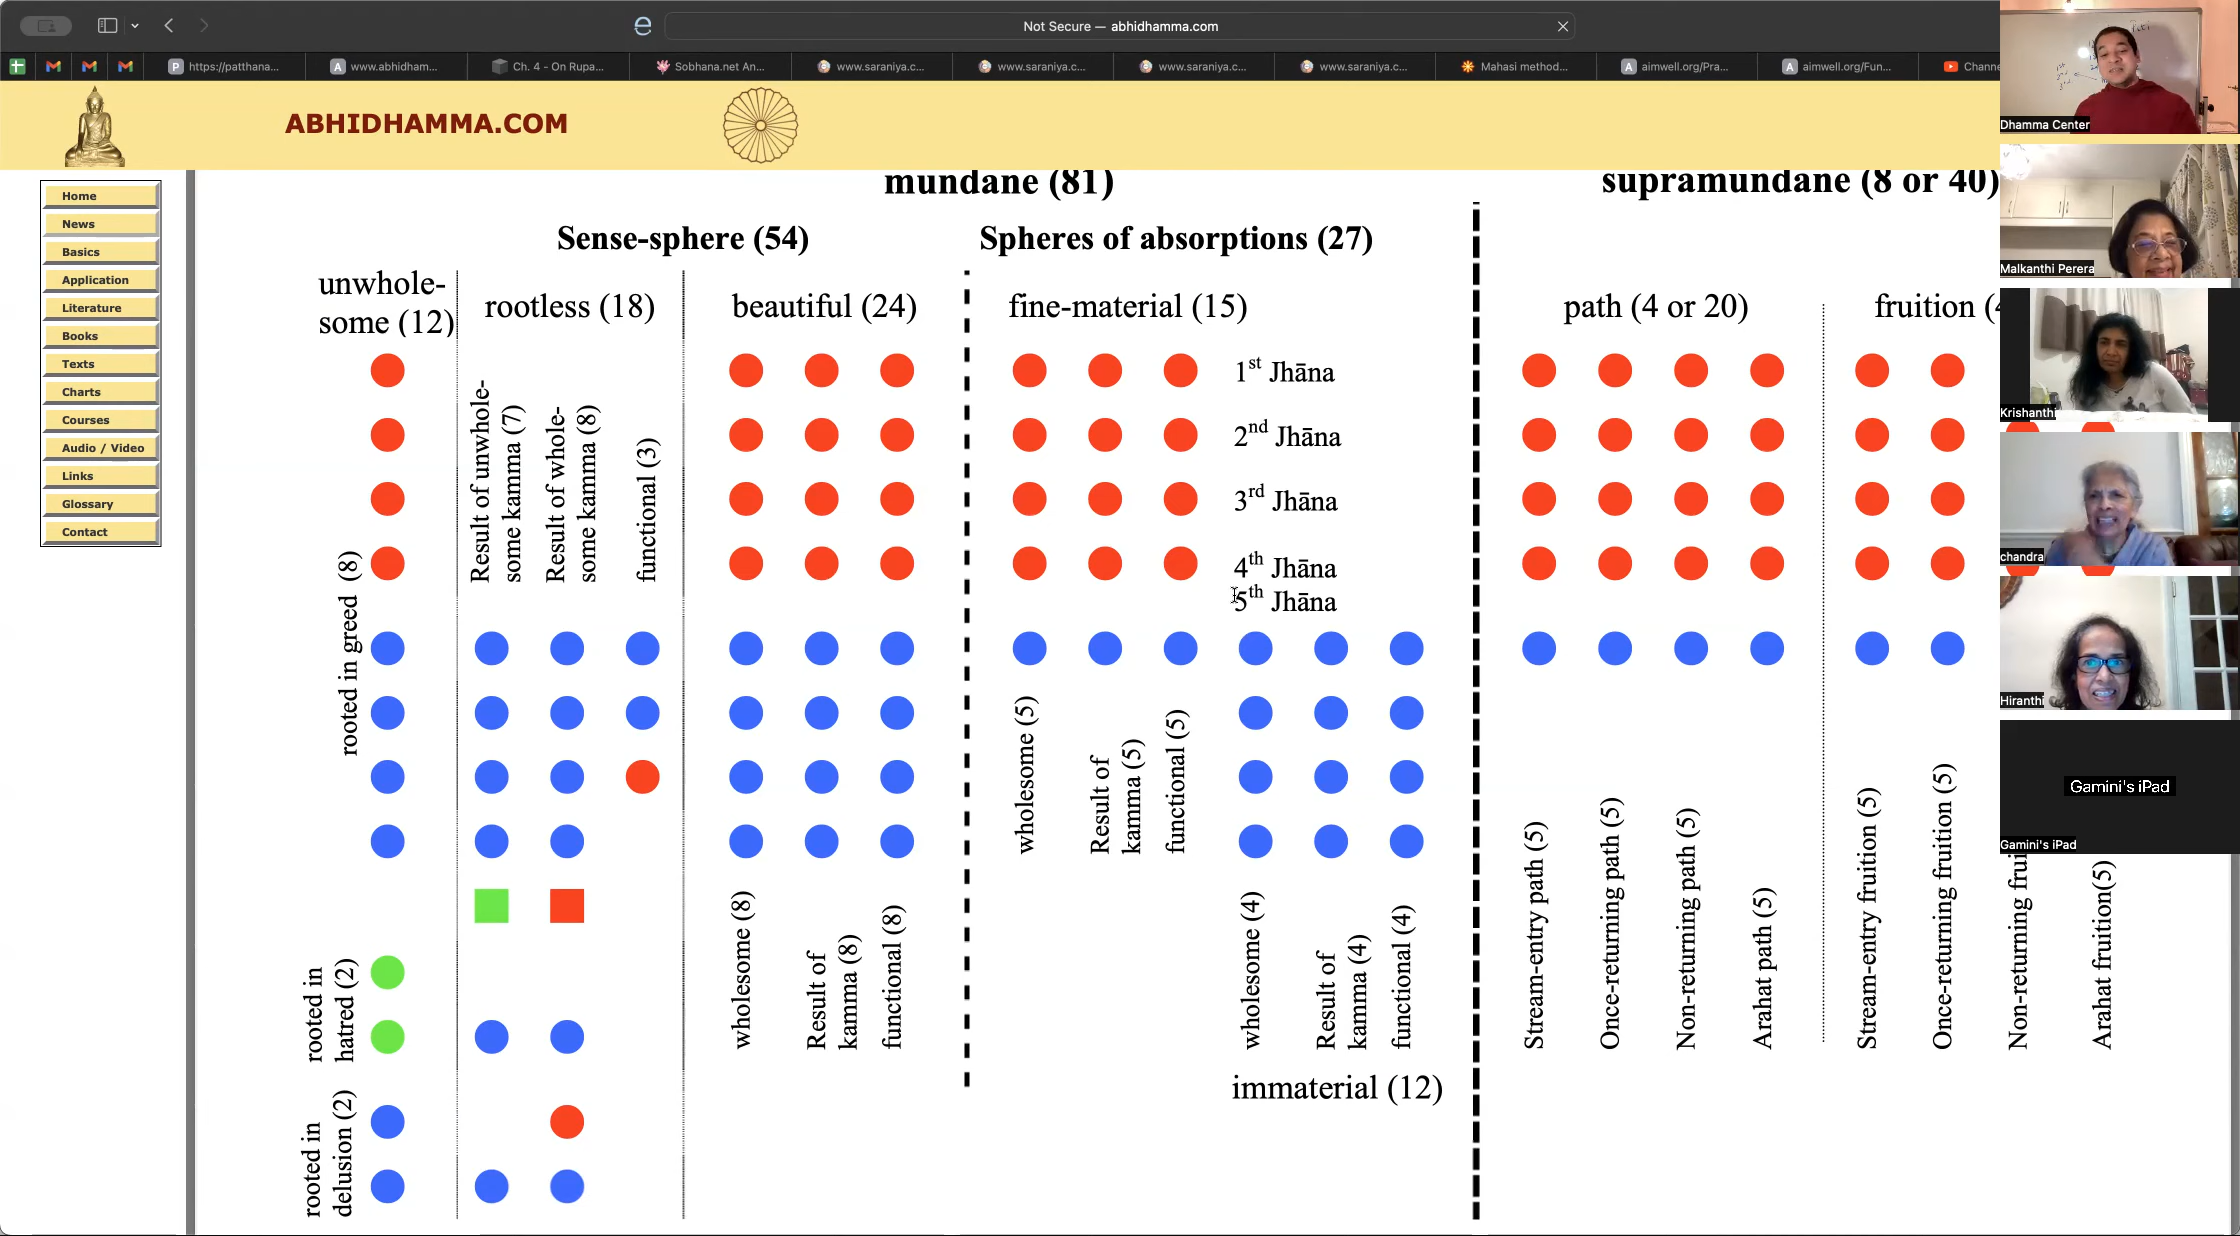 Not Secure — abhidhamma.com
https://patthana...
www.abhidham...
Ch. 4 - On Rupa...
Sobhana.net An...
www.saraniya.c...
www.saraniya.c...
www.saraniya.c...
www.saraniya.c...
Mahasi method...
aimwell.org/Pra...
aimwell.org/Fun...
Channe
ABHIDHAMMA.COM
Home
News
Basics
Application
Literature
Books
Texts
Charts
Courses
Audio / Video
Links
Glossary
Contact
mundane (81)
supramundane (8 or 40)
Sense-sphere (54)
Spheres of absorptions (27)
unwhole-
some (12)
rootless (18)
beautiful (24)
fine-material (15)
path (4 or 20)
fruition (4
Result of unwhole-
some kamma (7)
Result of whole-
some kamma (8)
functional (3)
1st Jhāna
2nd Jhāna
3rd Jhāna
4th Jhāna
5th Jhāna
rooted in greed (8)
rooted in
hatred (2)
rooted in
delusion (2)
wholesome (8)
Result of
kamma (8)
functional (8)
wholesome (5)
Result of
kamma (5)
functional (5)
wholesome (4)
Result of
kamma (4)
functional (4)
immaterial (12)
Stream-entry path (5)
Once-returning path (5)
Non-returning path (5)
Arahat path (5)
Stream-entry fruition (5)
Once-returning fruition (5)
Non-returning frui
Arahat fruition(5)
Dhamma Center
Malkanthi Perera
Krishanthi
chandra
Hiranthi
Gamini's iPad
Gamini's iPad